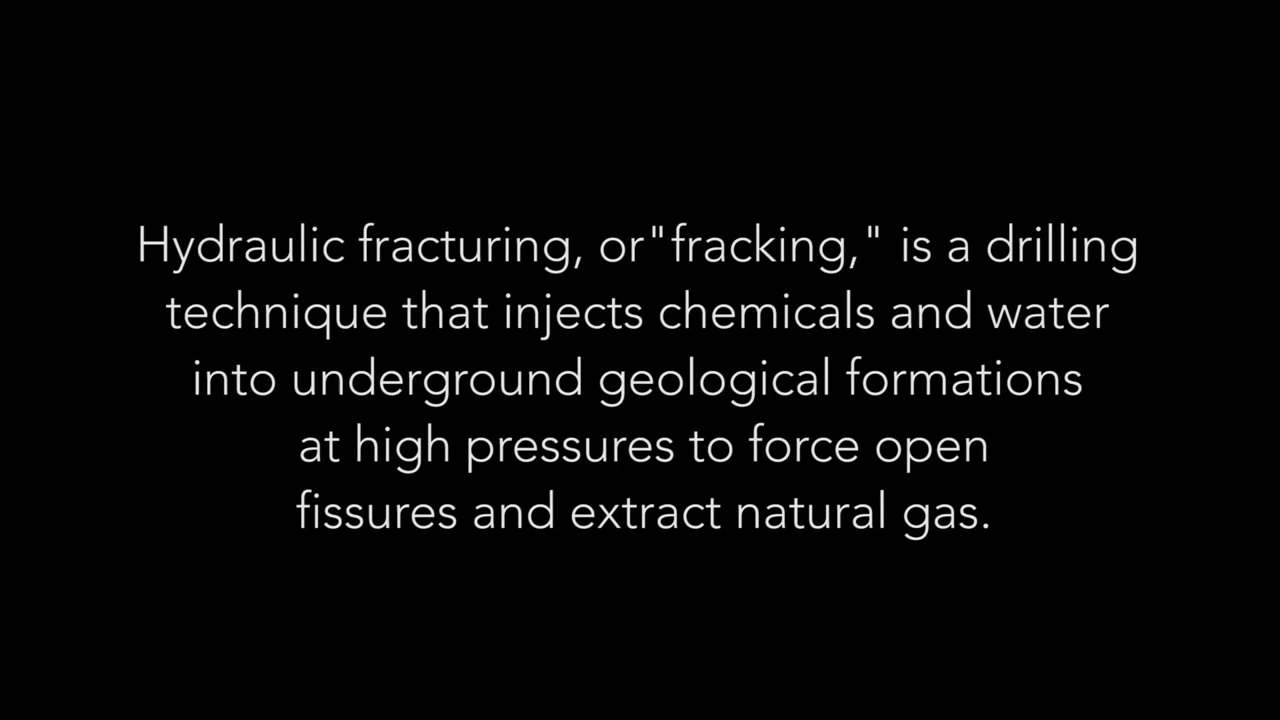 Hydraulic fracturing, or"fracking," is a drilling
technique that injects chemicals and water
into underground geological formations
at high pressures to force open
fissures and extract natural gas.